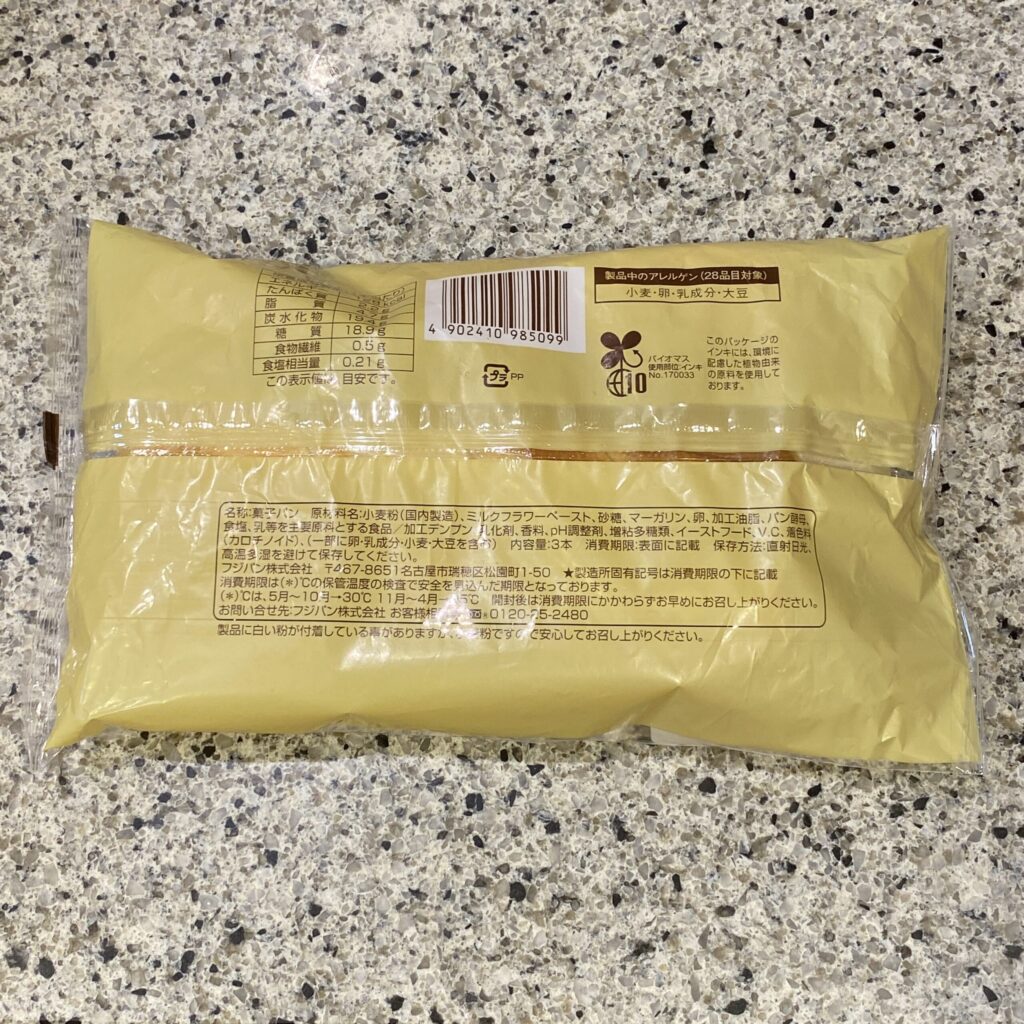 たんぱく質
脂 質
炭水化物
糖 質 18.9g
食物繊維 0.5g
食塩相当量 0.21g
この表示値は、目安です。
4 902410 985099
PP
製品中のアレルゲン(28品目対象)
小麦・卵・乳成分・大豆
バイオマス
使用部位:インキ
No.170033
10
このパッケージの
インキには、環境に
配慮した植物由来
の原料を使用して
おります。
名称:菓子パン 原材料名:小麦粉(国内製造)、ミルクフラワーペースト、砂糖、マーガリン、卵、加工油脂、パン酵母、
食塩、乳等を主要原料とする食品/加工デンプン、乳化剤、香料、pH調整剤、増粘多糖類、イーストフード、V.C、着色料
(カロチノイド)、(一部に卵・乳成分・小麦・大豆を含む) 内容量:3本 消費期限:表面に記載 保存方法:直射日光、
高温多湿を避けて保存してください。
フジパン株式会社 〒467-8651名古屋市瑞穂区松園町1-50 ★製造所固有記号は消費期限の下に記載
消費期限は(*)℃の保管温度の検査で安全を見込んだ期限となっております。
(*)℃は、5月〜10月→30℃ 11月〜4月 ℃ 開封後は消費期限にかかわらずお早めにお召し上がりください。
お問い合せ先:フジパン株式会社 お客様相 0120-25-2480
製品に白い粉が付着している事がありますが、 粉ですので安心してお召し上がりください。